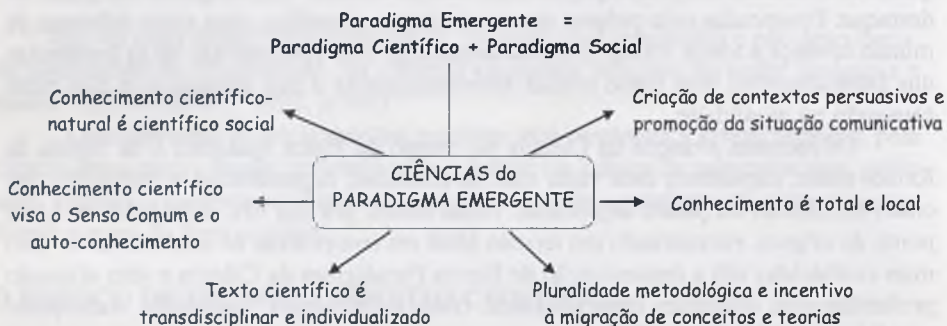 Paradigma Emergente =
Paradigma Científico + Paradigma Social
Conhecimento científico-
natural é científico social
Criação de contextos persuasivos e
promoção da situação comunicativa
CIÊNCIAS do
PARADIGMA EMERGENTE
Conhecimento científico
visa o Senso Comum e o
auto-conhecimento
Conhecimento é total e local
Texto científico é
transdisciplinar e individualizado
Pluralidade metodológica e incentivo
à migração de conceitos e teorias